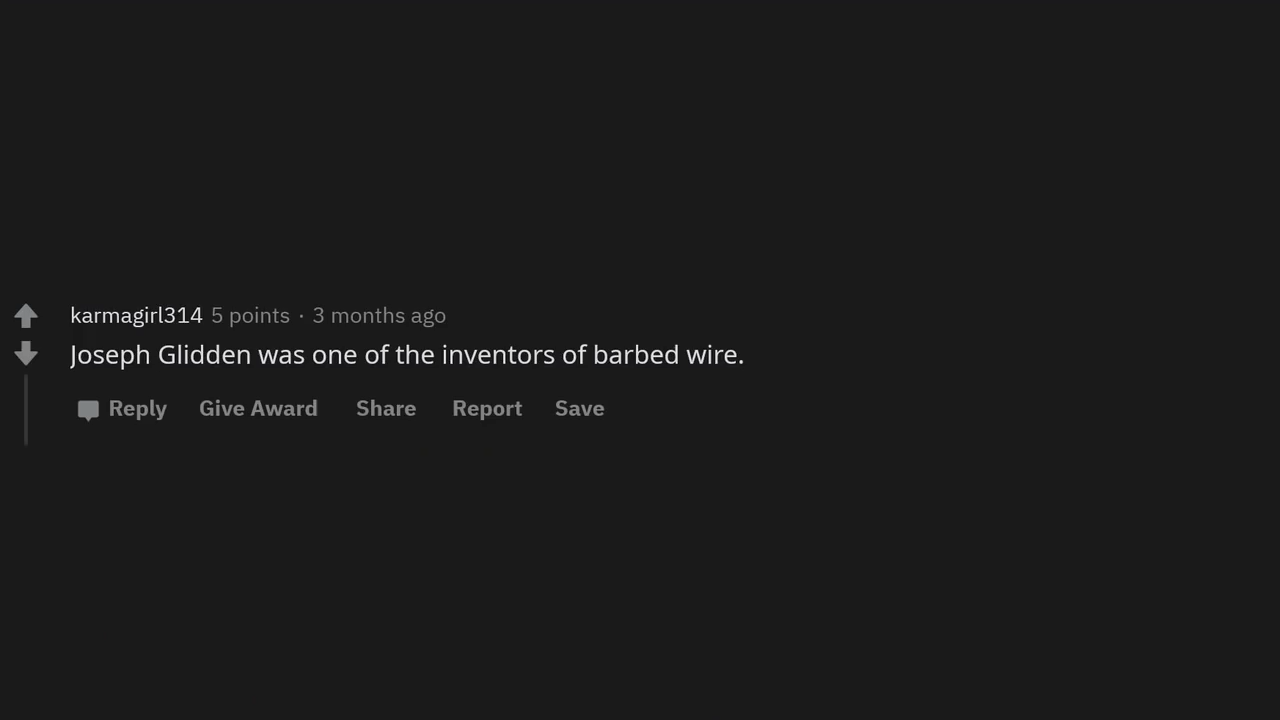 karmagirl314 5 points · 3 months ago
Joseph Glidden was one of the inventors of barbed wire.
Reply Give Award Share Report Save